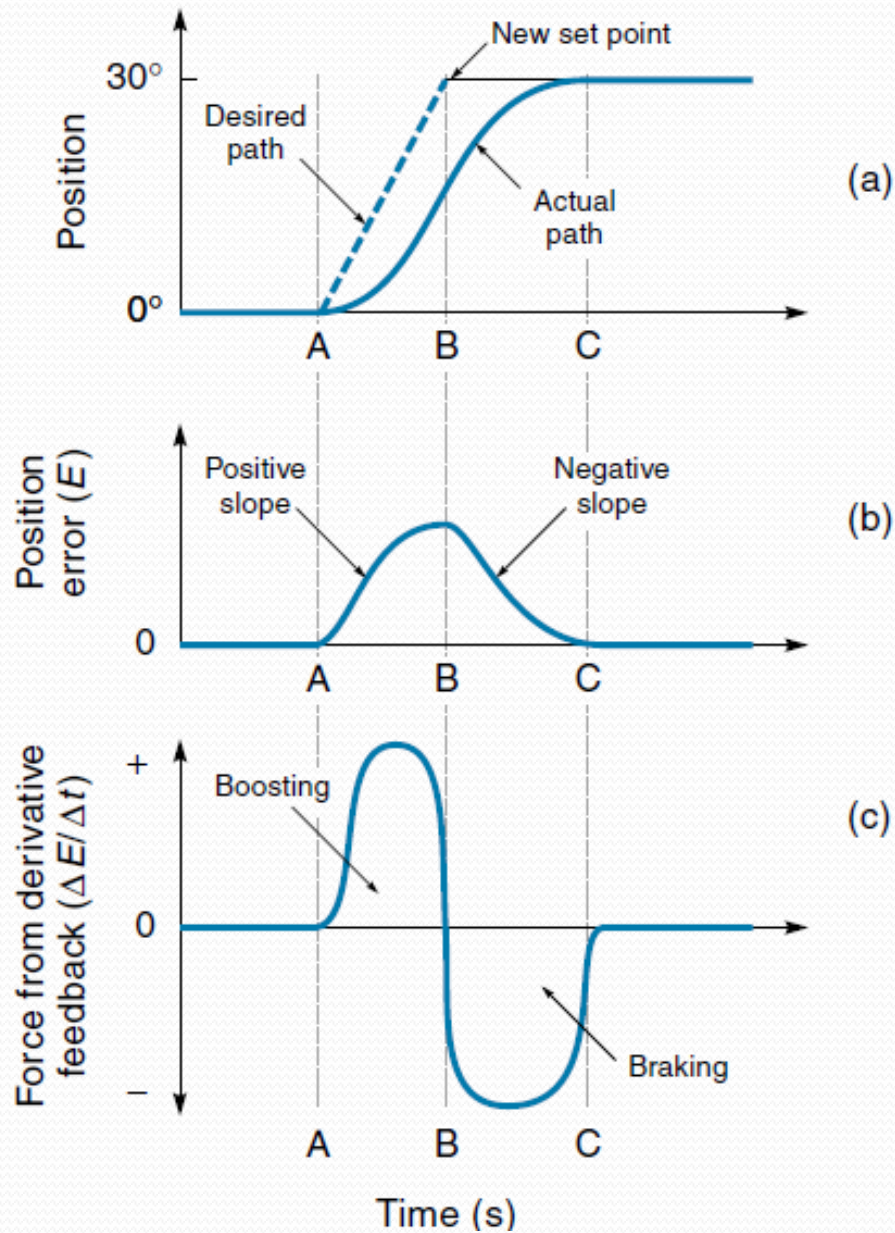 New set point
30°
Desired
path
Position
(a)
Actual
path
0°
A B C
Position
error (E)
Positive
slope
Negative
slope
(b)
0
A B C
Force from derivative
feedback (ΔE/Δt)
+
Boosting
(c)
0
Braking
−
A B C
Time (s)